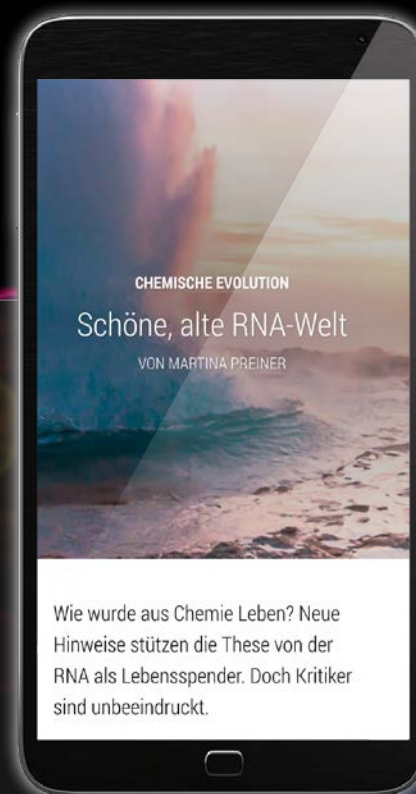 CHEMISCHE EVOLUTION
Schöne, alte RNA-Welt
VON MARTINA PREINER
Wie wurde aus Chemie Leben? Neue
Hinweise stützen die These von der
RNA als Lebensspender. Doch Kritiker
sind unbeeindruckt.